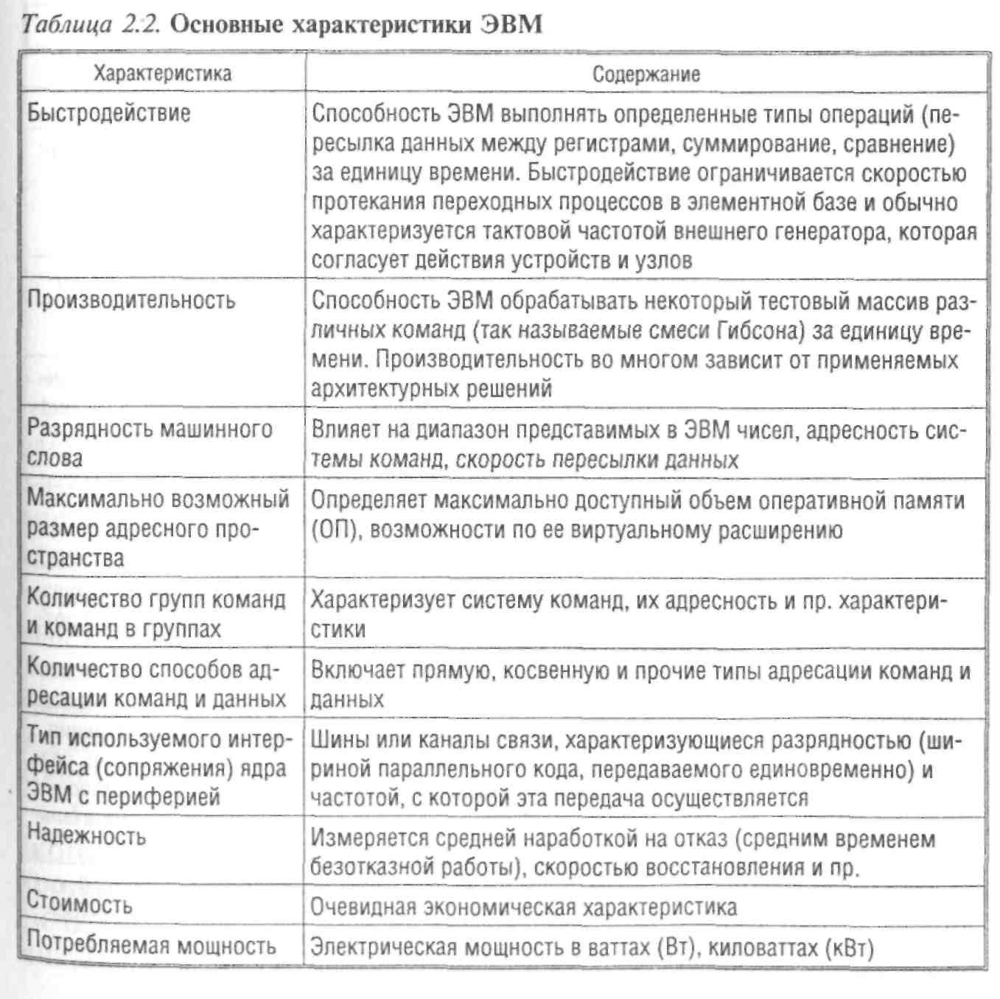 Таблица 2.2. Основные характеристики ЭВМ
Характеристика
Содержание
Быстродействие
Способность ЭВМ выполнять определенные типы операций (пе-
ресылка данных между регистрами, суммирование, сравнение)
за единицу времени. Быстродействие ограничивается скоростью
протекания переходных процессов в элементной базе и обычно
характеризуется тактовой частотой внешнего генератора, которая
согласует действия устройств и узлов
Производительность
Способность ЭВМ обрабатывать некоторый тестовый массив раз-
личных команд (так называемые смеси Гибсона) за единицу вре-
мени. Производительность во многом зависит от применяемых
архитектурных решений
Разрядность машинного
слова
Влияет на диапазон представимых в ЭВМ чисел, адресность сис-
темы команд, скорость пересылки данных
Максимально возможный
размер адресного про-
странства
Определяет максимально доступный объем оперативной памяти
(ОП), возможности по ее виртуальному расширению
Количество групп команд
и команд в группах
Характеризует систему команд, их адресность и пр. характери-
стики
Количество способов ад-
ресации команд и данных
Включает прямую, косвенную и прочие типы адресации команд и
данных
Тип используемого интер-
фейса (сопряжения) ядра
ЭВМ с периферией
Шины или каналы связи, характеризующиеся разрядностью (ши-
риной параллельного кода, передаваемого единовременно) и
частотой, с которой эта передача осуществляется
Надежность
Измеряется средней наработкой на отказ (средним временем
безотказной работы), скоростью восстановления и пр.
Стоимость
Очевидная экономическая характеристика
Потребляемая мощность
Электрическая мощность в ваттах (Вт), киловаттах (кВт)